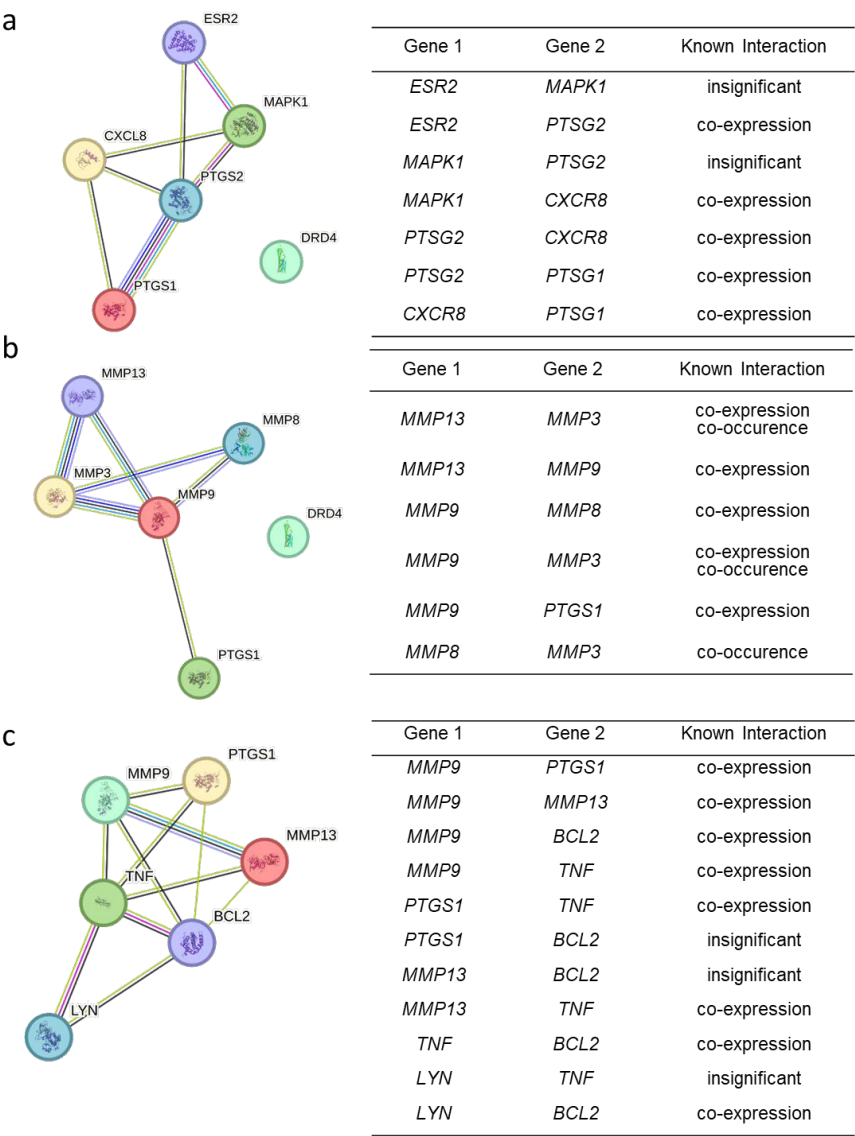 a
ESR2
MAPK1
CXCL8
PTGS2
DRD4
PTGS1
Gene 1 Gene 2 Known Interaction
ESR2 MAPK1 insignificant
ESR2 PTSG2 co-expression
MAPK1 PTSG2 insignificant
MAPK1 CXCR8 co-expression
PTSG2 CXCR8 co-expression
PTSG2 PTSG1 co-expression
CXCR8 PTSG1 co-expression
b
MMP13
MMP8
MMP3
MMP9
DRD4
PTGS1
Gene 1 Gene 2 Known Interaction
MMP13 MMP3 co-expression
co-occurence
MMP13 MMP9 co-expression
MMP9 MMP8 co-expression
MMP9 MMP3 co-expression
co-occurence
MMP9 PTGS1 co-expression
MMP8 MMP3 co-occurence
c
PTGS1
MMP9
MMP13
TNF
BCL2
LYN
Gene 1 Gene 2 Known Interaction
MMP9 PTGS1 co-expression
MMP9 MMP13 co-expression
MMP9 BCL2 co-expression
MMP9 TNF co-expression
PTGS1 TNF co-expression
PTGS1 BCL2 insignificant
MMP13 BCL2 insignificant
MMP13 TNF co-expression
TNF BCL2 co-expression
LYN TNF insignificant
LYN BCL2 co-expression